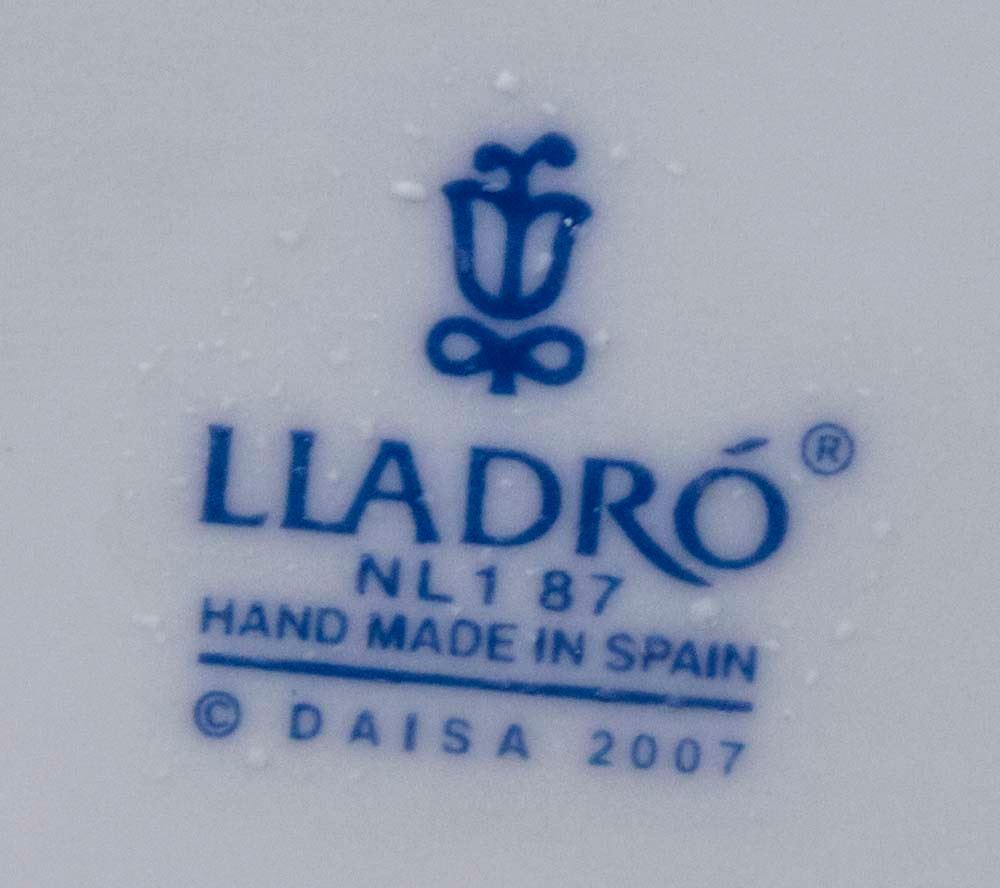 LLADRÓ®
NL1 87
HAND MADE IN SPAIN
© DAISA 2007